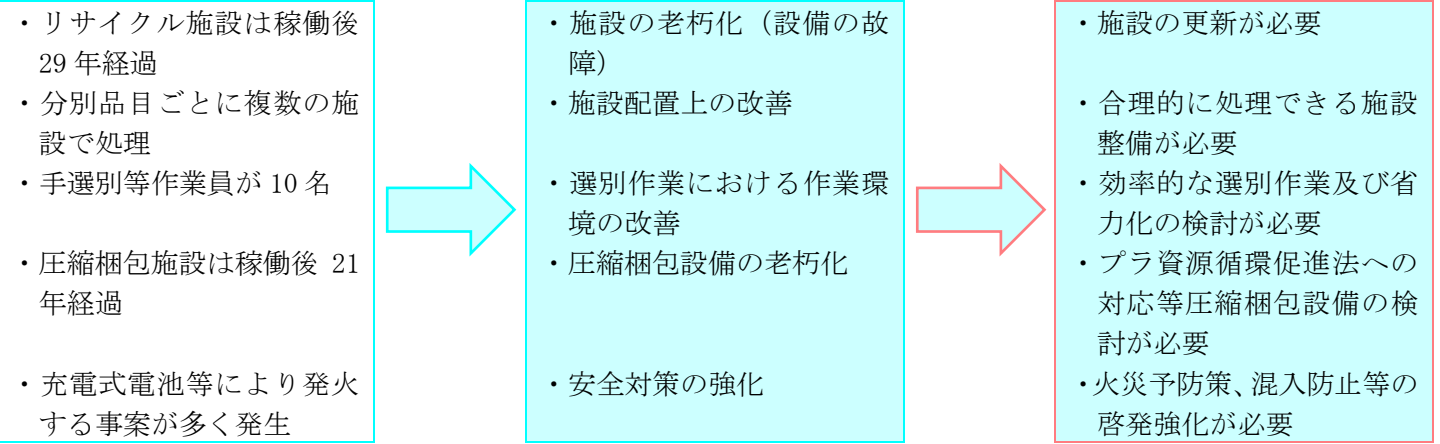 ・リサイクル施設は稼働後
29 年経過
・分別品目ごとに複数の施
設で処理
・手選別等作業員が 10 名
・圧縮梱包施設は稼働後 21
年経過
・充電式電池等により発火
する事案が多く発生
・施設の老朽化（設備の故
障）
・施設配置上の改善
・選別作業における作業環
境の改善
・圧縮梱包設備の老朽化
・安全対策の強化
・施設の更新が必要
・合理的に処理できる施設
整備が必要
・効率的な選別作業及び省
力化の検討が必要
・プラ資源循環促進法への
対応等圧縮梱包設備の検
討が必要
・火災予防策、混入防止等の
啓発強化が必要